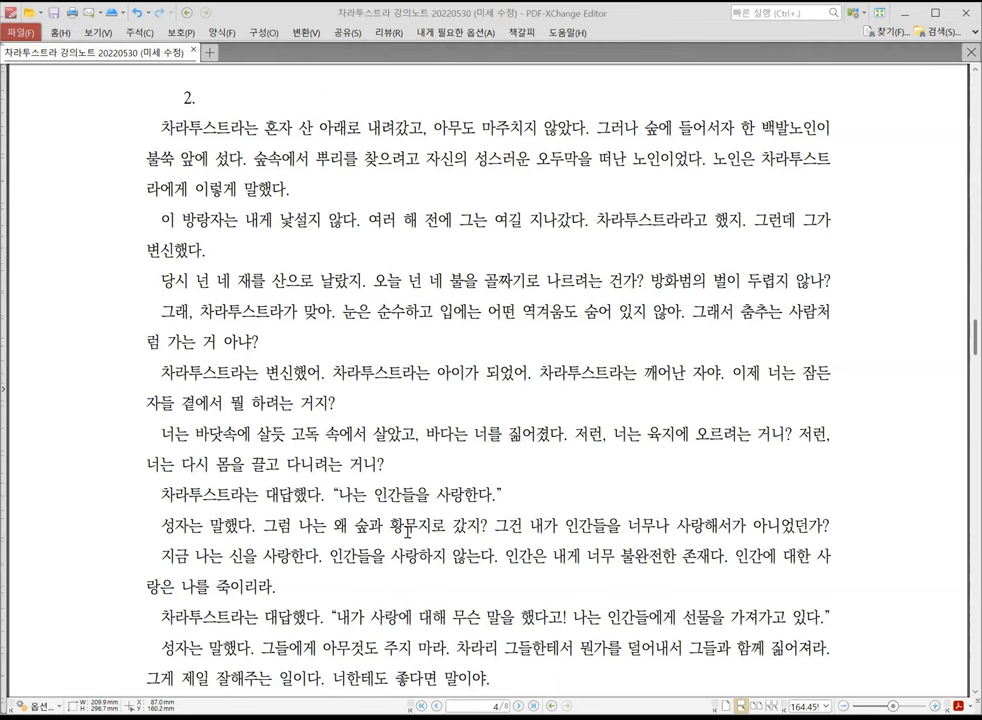 차라투스트라 강의노트 20220530 (미세 수정) - PDF-XChange Editor
빠른 실행 (Ctrl+.)
파일(F) 홈(H) 보기(V) 주석(C) 보호(P) 양식(F) 구성(O) 변환(V) 공유(S) 리뷰(R) 내게 필요한 옵션(A) 책갈피 도움말(H) 찾기(F)... 검색(S)...
차라투스트라 강의노트 20220530 (미세 수정)
2.
차라투스트라는 혼자 산 아래로 내려갔고, 아무도 마주치지 않았다. 그러나 숲에 들어서자 한 백발노인이
불쑥 앞에 섰다. 숲속에서 뿌리를 찾으려고 자신의 성스러운 오두막을 떠난 노인이었다. 노인은 차라투스트
라에게 이렇게 말했다.
이 방랑자는 내게 낯설지 않다. 여러 해 전에 그는 여길 지나갔다. 차라투스트라라고 했지. 그런데 그가
변신했다.
당시 넌 네 재를 산으로 날랐지. 오늘 넌 네 불을 골짜기로 나르려는 건가? 방화범의 벌이 두렵지 않나?
그래, 차라투스트라가 맞아. 눈은 순수하고 입에는 어떤 역겨움도 숨어 있지 않아. 그래서 춤추는 사람처
럼 가는 거 아냐?
차라투스트라는 변신했어. 차라투스트라는 아이가 되었어. 차라투스트라는 깨어난 자야. 이제 너는 잠든
자들 곁에서 뭘 하려는 거지?
너는 바닷속에 살듯 고독 속에서 살았고, 바다는 너를 짊어졌다. 저런, 너는 육지에 오르려는 거니? 저런,
너는 다시 몸을 끌고 다니려는 거니?
차라투스트라는 대답했다. “나는 인간들을 사랑한다.”
성자는 말했다. 그럼 나는 왜 숲과 황무지로 갔지? 그건 내가 인간들을 너무나 사랑해서가 아니었던가?
지금 나는 신을 사랑한다. 인간들을 사랑하지 않는다. 인간은 내게 너무 불완전한 존재다. 인간에 대한 사
랑은 나를 죽이리라.
차라투스트라는 대답했다. “내가 사랑에 대해 무슨 말을 했다고! 나는 인간들에게 선물을 가져가고 있다.”
성자는 말했다. 그들에게 아무것도 주지 마라. 차라리 그들한테서 뭔가를 덜어내서 그들과 함께 짊어져라.
그게 제일 잘해주는 일이다. 너한테도 좋다면 말이야.
옵션... W: 209.9mm H: 296.7mm X: 87.0mm Y: 160.2mm 4/8 164.45%